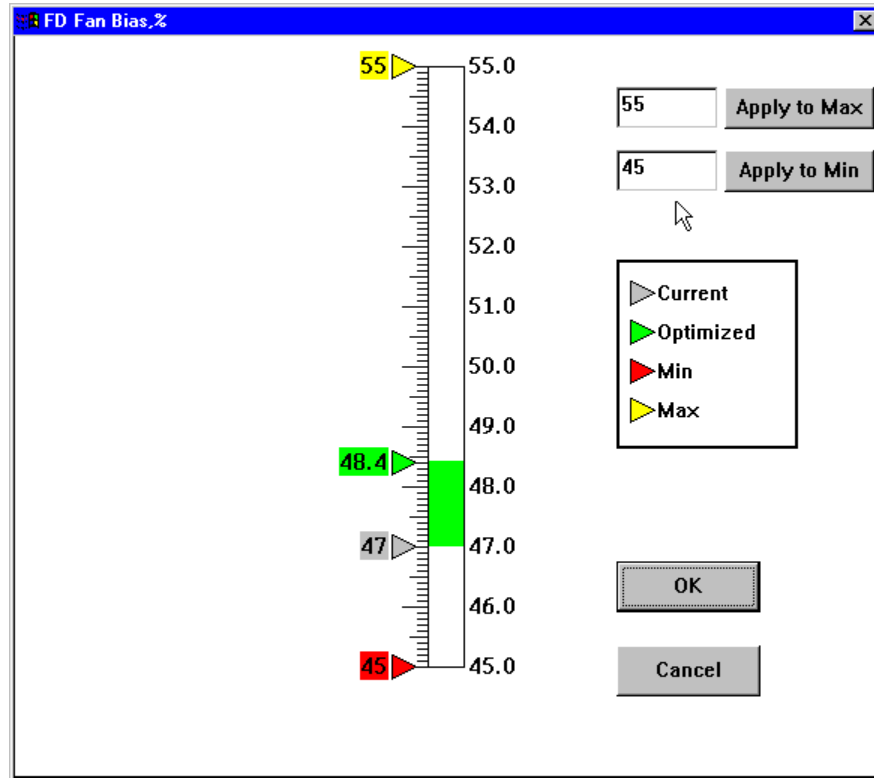 FD Fan Bias,%
55
55.0
54.0
53.0
52.0
51.0
50.0
49.0
48.4
48.0
47
47.0
46.0
45
45.0
55
Apply to Max
45
Apply to Min
Current
Optimized
Min
Max
OK
Cancel